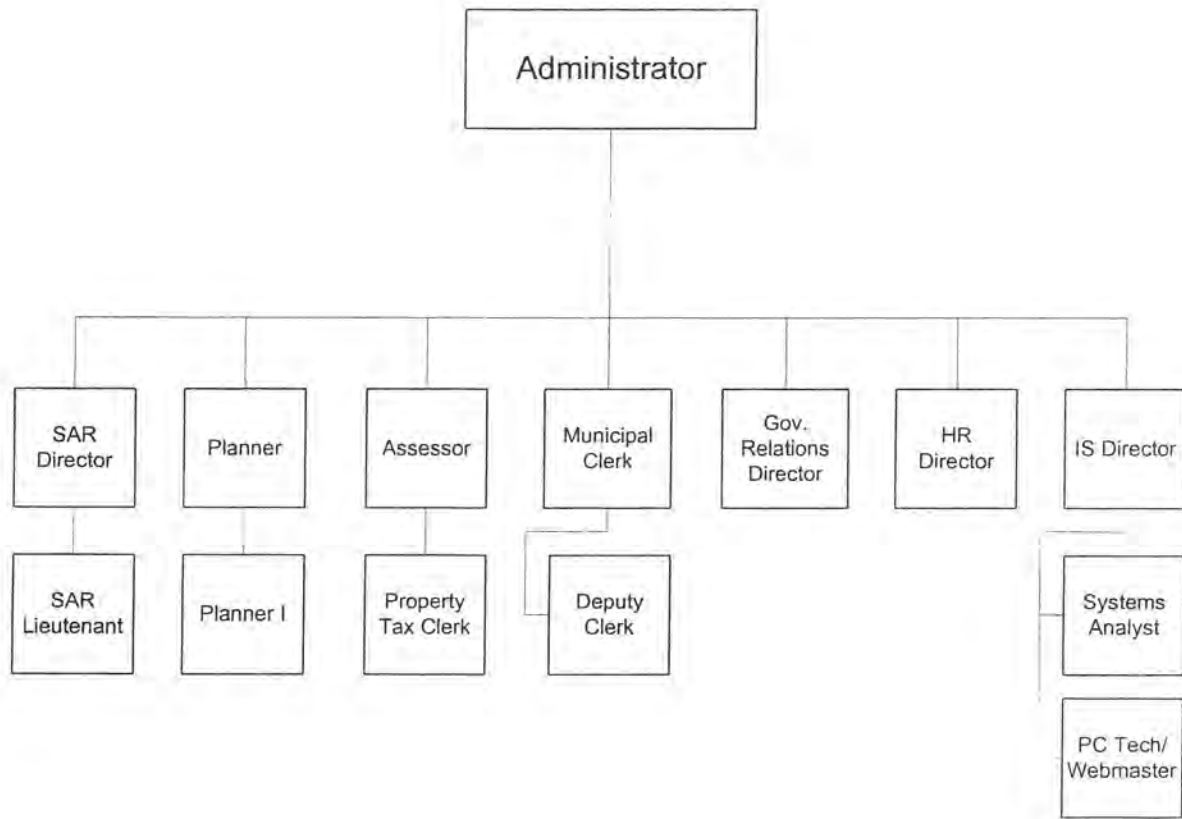 Administrator
SAR
Director
Planner
Assessor
Municipal
Clerk
Gov.
Relations
Director
HR
Director
IS Director
SAR
Lieutenant
Planner I
Property
Tax Clerk
Deputy
Clerk
Systems
Analyst
PC Tech/
Webmaster